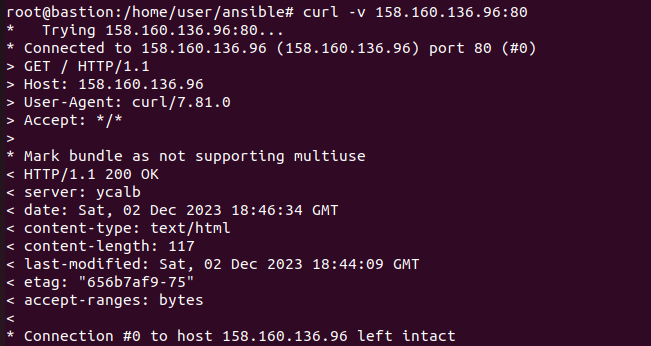 root@bastion:/home/user/ansible# curl -v 158.160.136.96:80
*   Trying 158.160.136.96:80...
* Connected to 158.160.136.96 (158.160.136.96) port 80 (#0)
> GET / HTTP/1.1
> Host: 158.160.136.96
> User-Agent: curl/7.81.0
> Accept: */*
>
* Mark bundle as not supporting multiuse
< HTTP/1.1 200 OK
< server: ycalb
< date: Sat, 02 Dec 2023 18:46:34 GMT
< content-type: text/html
< content-length: 117
< last-modified: Sat, 02 Dec 2023 18:44:09 GMT
< etag: "656b7af9-75"
< accept-ranges: bytes
<
* Connection #0 to host 158.160.136.96 left intact